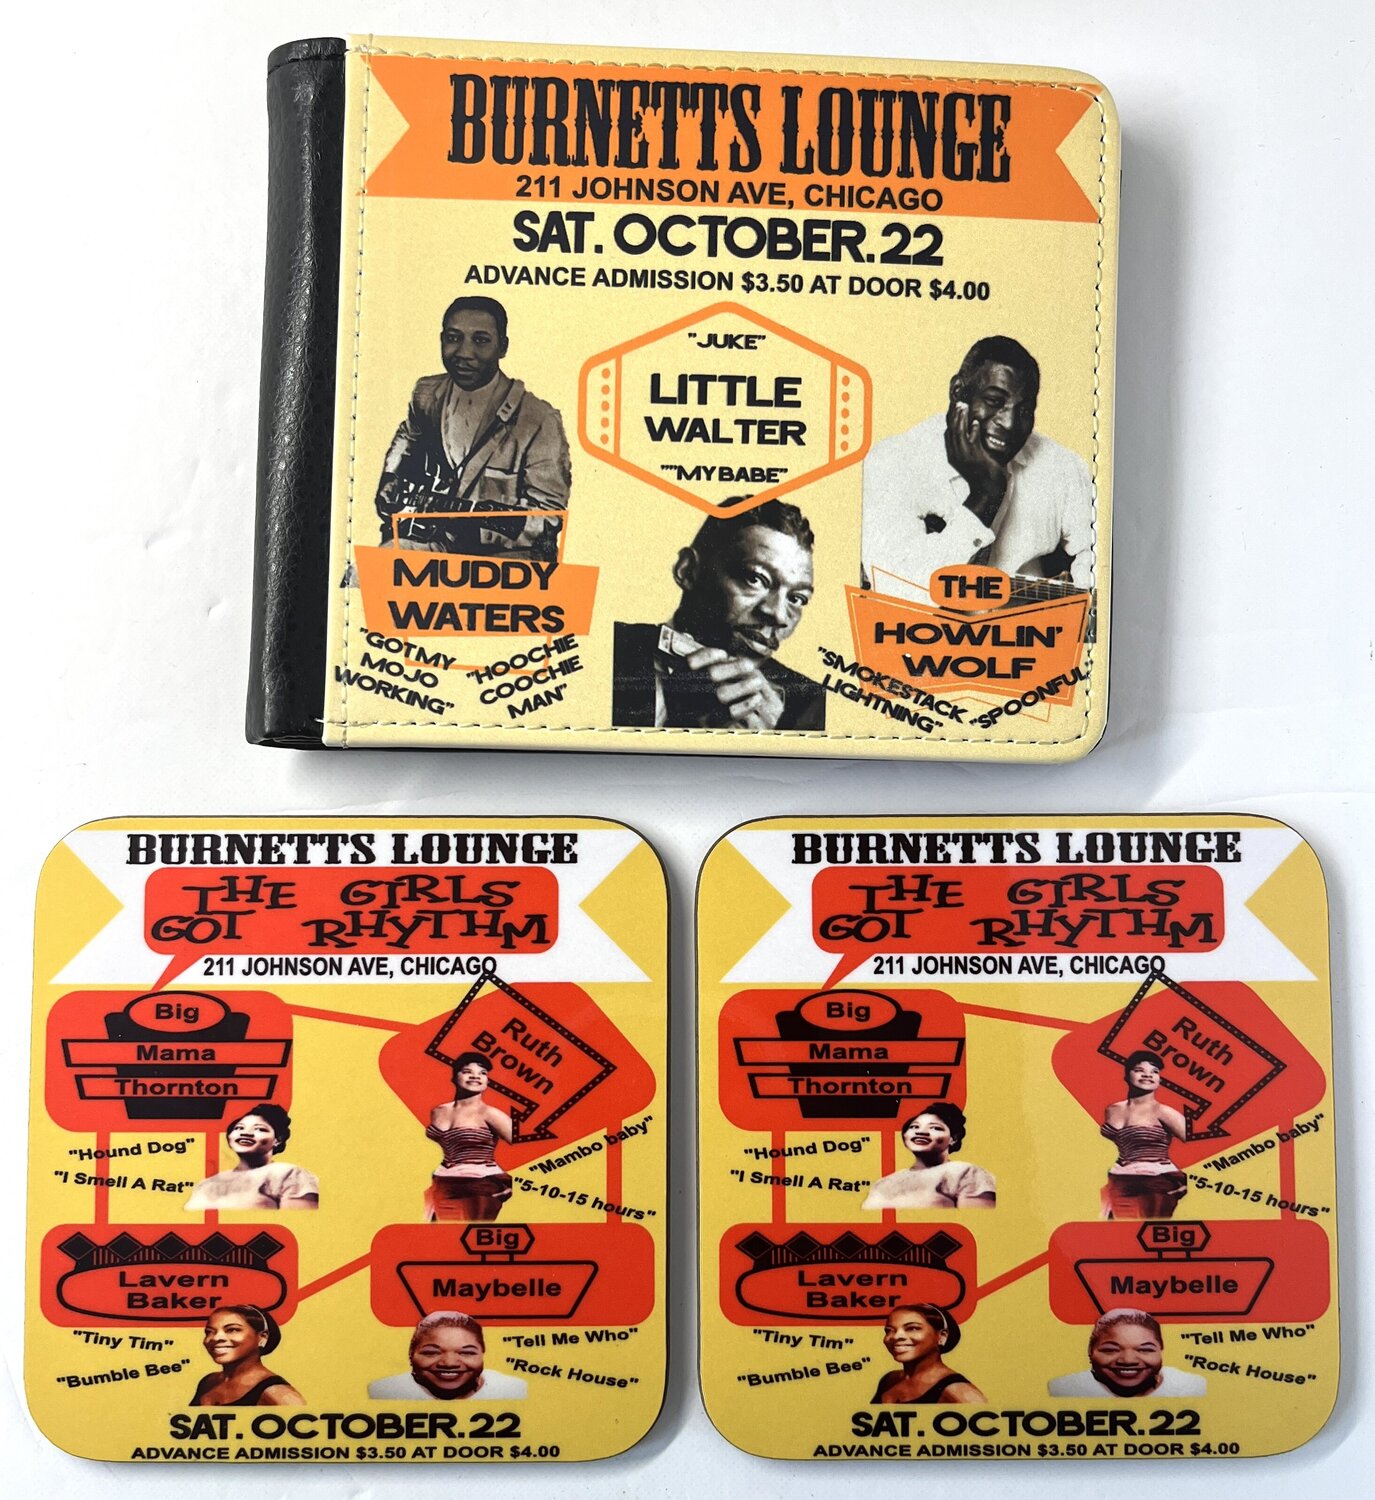 BURNETTS LOUNGE
211 JOHNSON AVE, CHICAGO
SAT. OCTOBER.22
ADVANCE ADMISSION $3.50 AT DOOR $4.00
"JUKE"
LITTLE
WALTER
""MY BABE"
MUDDY
WATERS
"GOT MY
MOJO
WORKING"
"HOOCHIE
COOCHIE
MAN"
THE
HOWLIN'
WOLF
"SMOKESTACK
LIGHTNING"
"SPOONFUL"
BURNETTS LOUNGE
THE GIRLS
GOT RHYTHM
211 JOHNSON AVE, CHICAGO
Big
Mama
Thornton
"Hound Dog"
"I Smell A Rat"
Ruth
Brown
"Mambo baby"
"5-10-15 hours"
Lavern
Baker
"Tiny Tim"
"Bumble Bee"
Big
Maybelle
"Tell Me Who"
"Rock House"
SAT. OCTOBER.22
ADVANCE ADMISSION $3.50 AT DOOR $4.00
BURNETTS LOUNGE
THE GIRLS
GOT RHYTHM
211 JOHNSON AVE, CHICAGO
Big
Mama
Thornton
"Hound Dog"
"I Smell A Rat"
Ruth
Brown
"Mambo baby"
"5-10-15 hours"
Lavern
Baker
"Tiny Tim"
"Bumble Bee"
Big
Maybelle
"Tell Me Who"
"Rock House"
SAT. OCTOBER.22
ADVANCE ADMISSION $3.50 AT DOOR $4.00